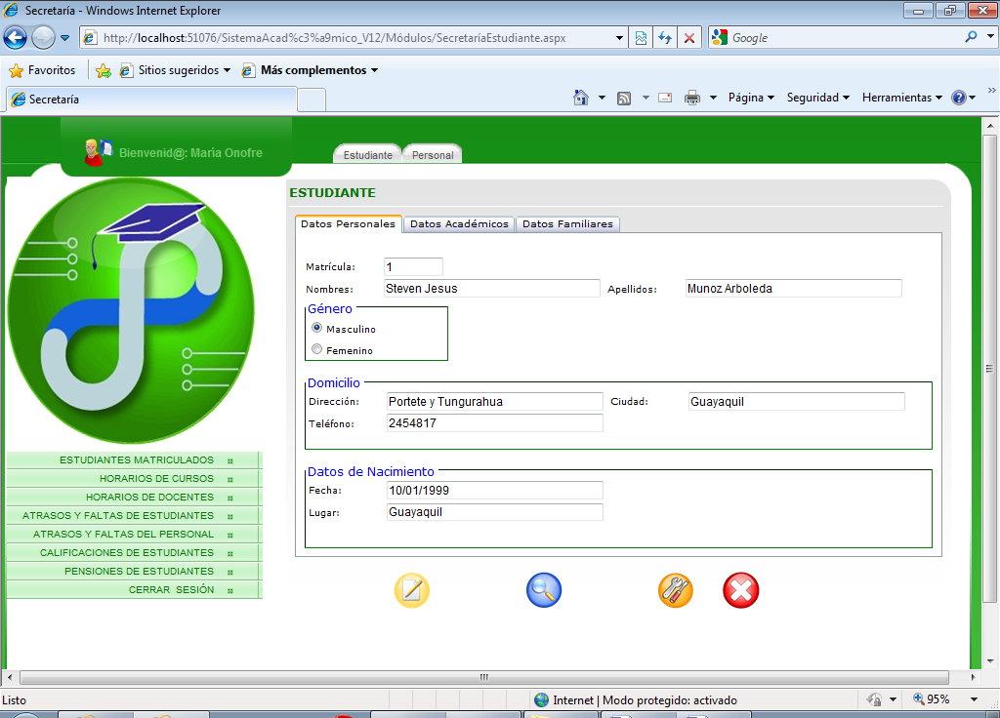 Secretaría - Windows Internet Explorer
http://localhost:51076/SistemaAcad%c3%a9mico_V12/Módulos/SecretaríaEstudiante.aspx
Google
Favoritos Sitios sugeridos Más complementos
Secretaría
Página Seguridad Herramientas
Bienvenid@: Maria Onofre
Estudiante Personal
ESTUDIANTE
Datos Personales Datos Académicos Datos Familiares
Matrícula: 1
Nombres: Steven Jesus Apellidos: Munoz Arboleda
Género
Masculino
Femenino
Domicilio
Dirección: Portete y Tungurahua Ciudad: Guayaquil
Teléfono: 2454817
Datos de Nacimiento
Fecha: 10/01/1999
Lugar: Guayaquil
ESTUDIANTES MATRICULADOS
HORARIOS DE CURSOS
HORARIOS DE DOCENTES
ATRASOS Y FALTAS DE ESTUDIANTES
ATRASOS Y FALTAS DEL PERSONAL
CALIFICACIONES DE ESTUDIANTES
PENSIONES DE ESTUDIANTES
CERRAR SESIÓN
Listo Internet | Modo protegido: activado 95%